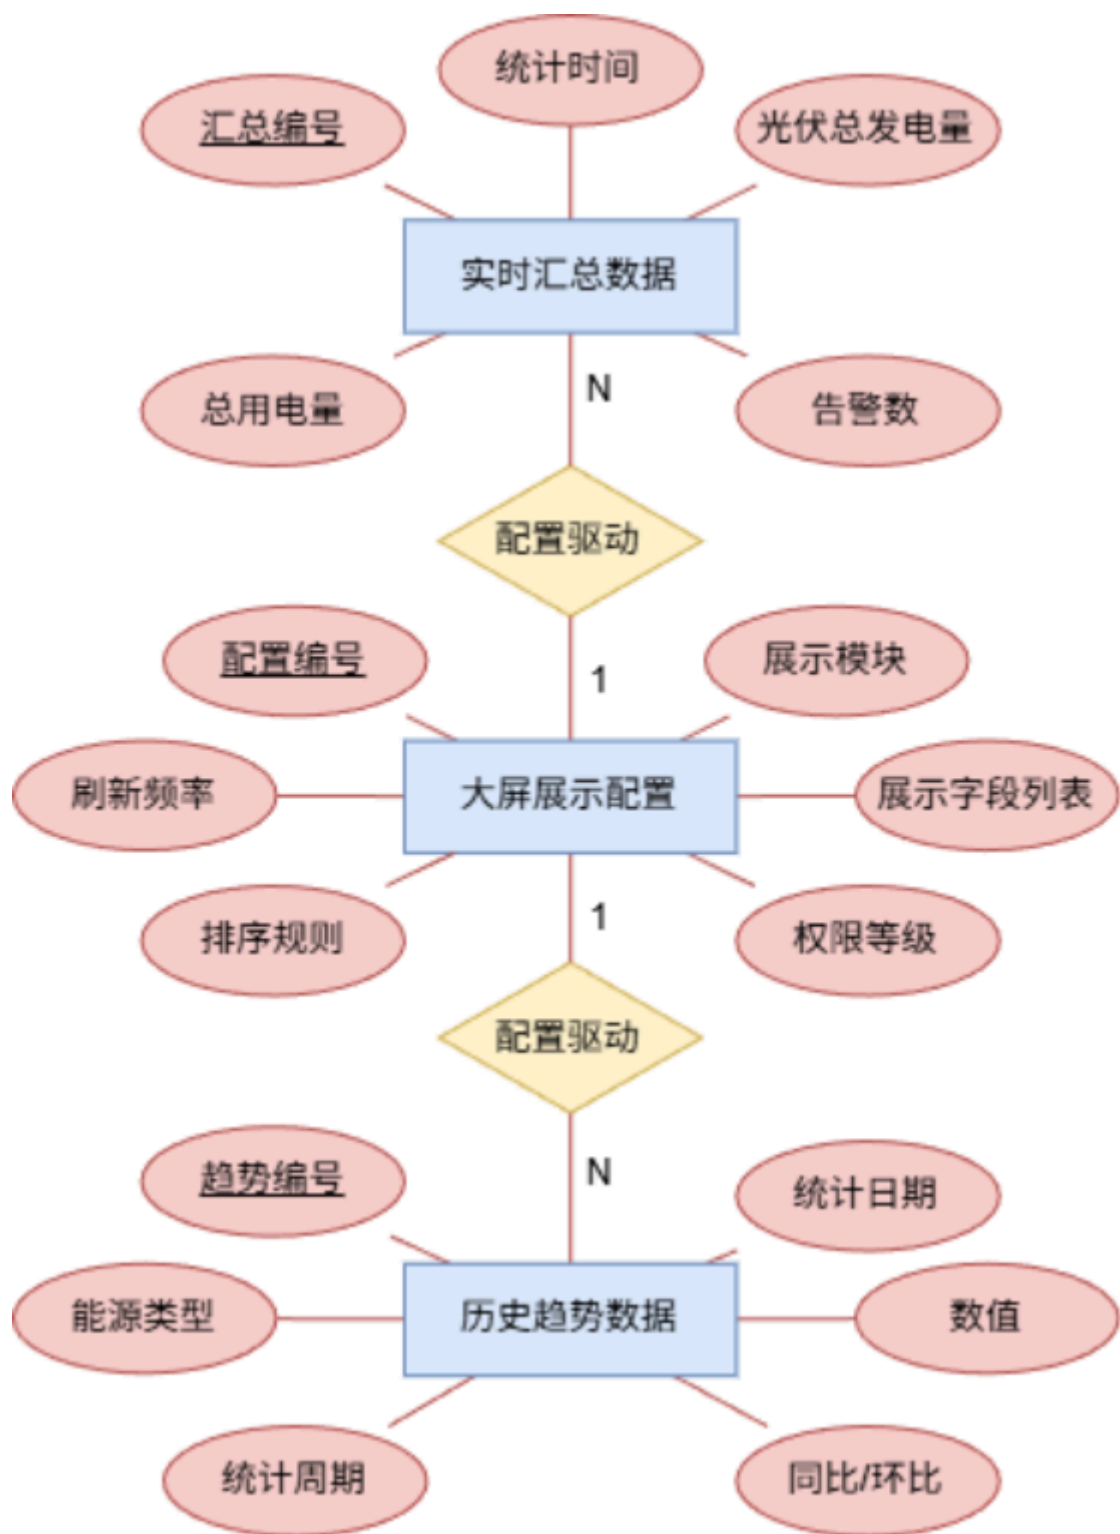 统计时间
汇总编号
光伏总发电量
实时汇总数据
总用电量
N
告警数
配置驱动
配置编号
1
展示模块
刷新频率
大屏展示配置
展示字段列表
排序规则
1
权限等级
配置驱动
趋势编号
N
统计日期
能源类型
历史趋势数据
数值
统计周期
同比/环比